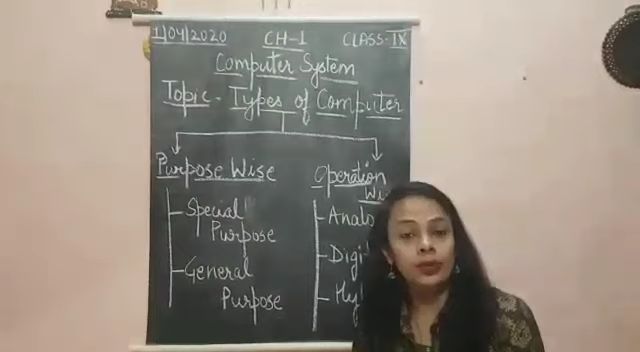 1/04/2020 CH-1 CLASS-IX
Computer System
Topic - Types of Computer
Purpose Wise
Special
Purpose
General
Purpose
Operation